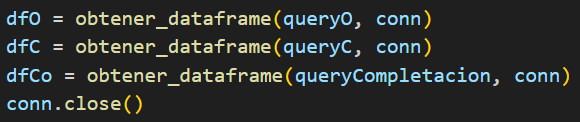 dfO = obtener_dataframe(queryO, conn)
dfC = obtener_dataframe(queryC, conn)
dfCo = obtener_dataframe(queryCompletacion, conn)
conn.close()